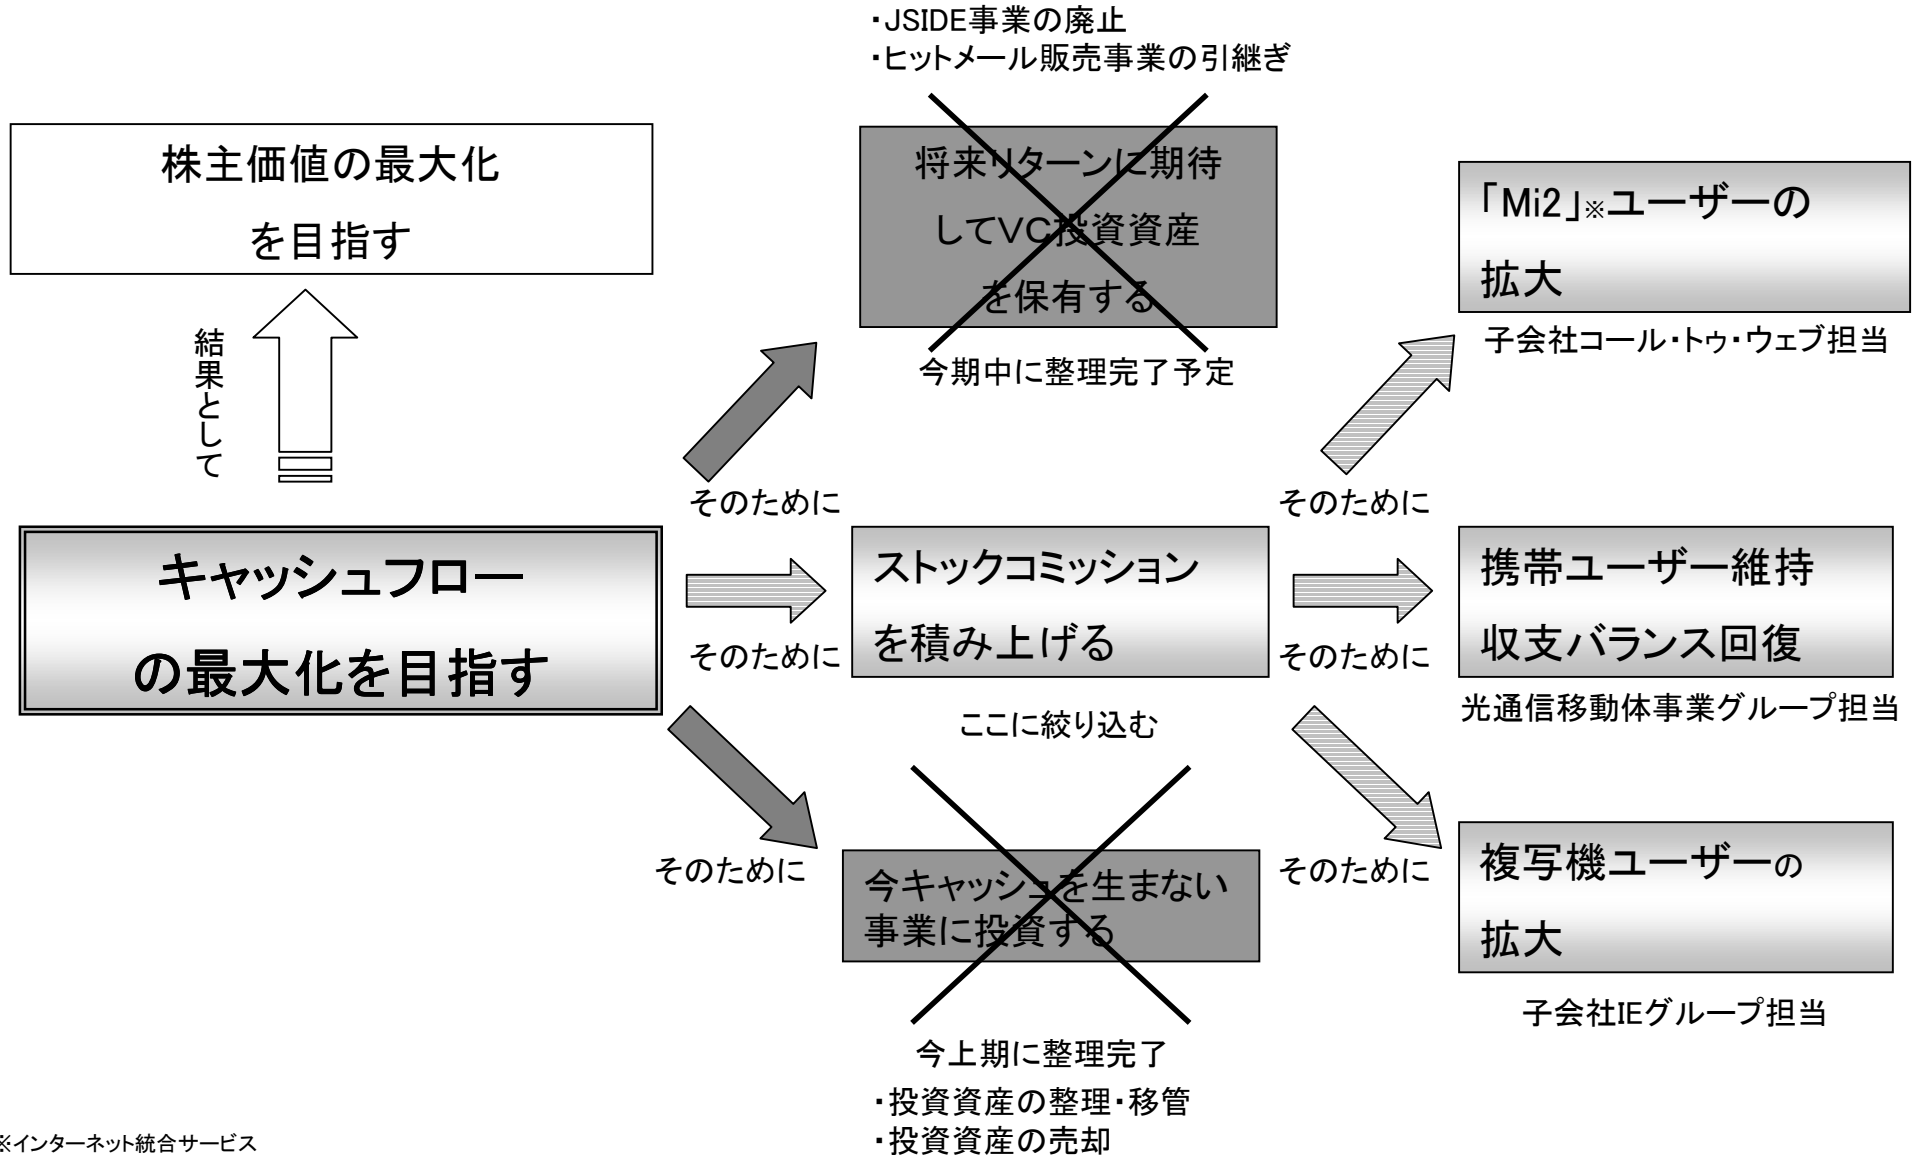 ・JSIDE事業の廃止
・ヒットメール販売事業の引継ぎ
株主価値の最大化
を目指す
結果として
キャッシュフロー
の最大化を目指す
そのために
将来リターンに期待
してVC投資資産
を保有する
今期中に整理完了予定
そのために
ストックコミッション
を積み上げる
ここに絞り込む
そのために
今キャッシュを生まない
事業に投資する
今上期に整理完了
・投資資産の整理・移管
・投資資産の売却
そのために
「Mi2」※ユーザーの
拡大
子会社コール・トゥ・ウェブ担当
そのために
携帯ユーザー維持
収支バランス回復
光通信移動体事業グループ担当
そのために
複写機ユーザーの
拡大
子会社IEグループ担当
※インターネット統合サービス